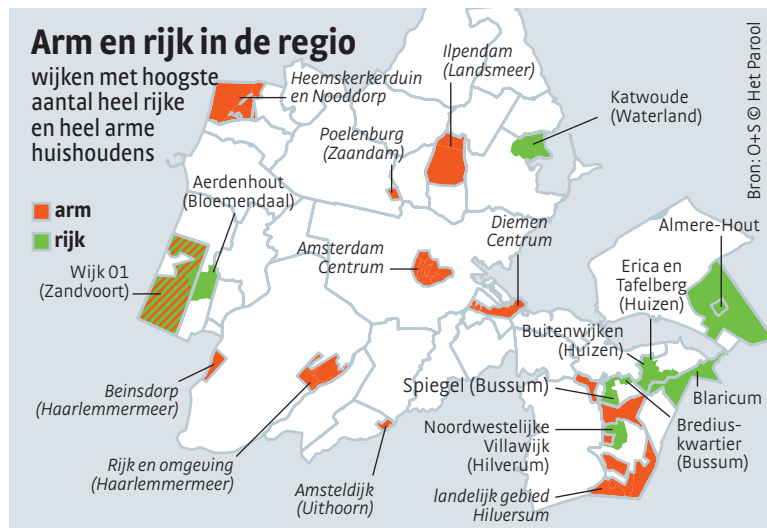 Arm en rijk in de regio
wijken met hoogste
aantal heel rijke
en heel arme
huishoudens
arm
rijk
Heemskerkerduin
en Nooddorp
Ilpendam
(Landsmeer)
Poelenburg
(Zaandam)
Katwoude
(Waterland)
Aerdenhout
(Bloemendaal)
Wijk 01
(Zandvoort)
Amsterdam
Centrum
Diemen
Centrum
Almere-Hout
Erica en
Tafelberg
(Huizen)
Buitenwijken
(Huizen)
Beinsdorp
(Haarlemmermeer)
Spiegel (Bussum)
Blaricum
Noordwestelijke
Villawijk
(Hilverum)
Bredius-
kwartier
(Bussum)
Rijk en omgeving
(Haarlemmermeer)
Amsteldijk
(Uithoorn)
landelijk gebied
Hilversum
Bron: O+S © Het Parool